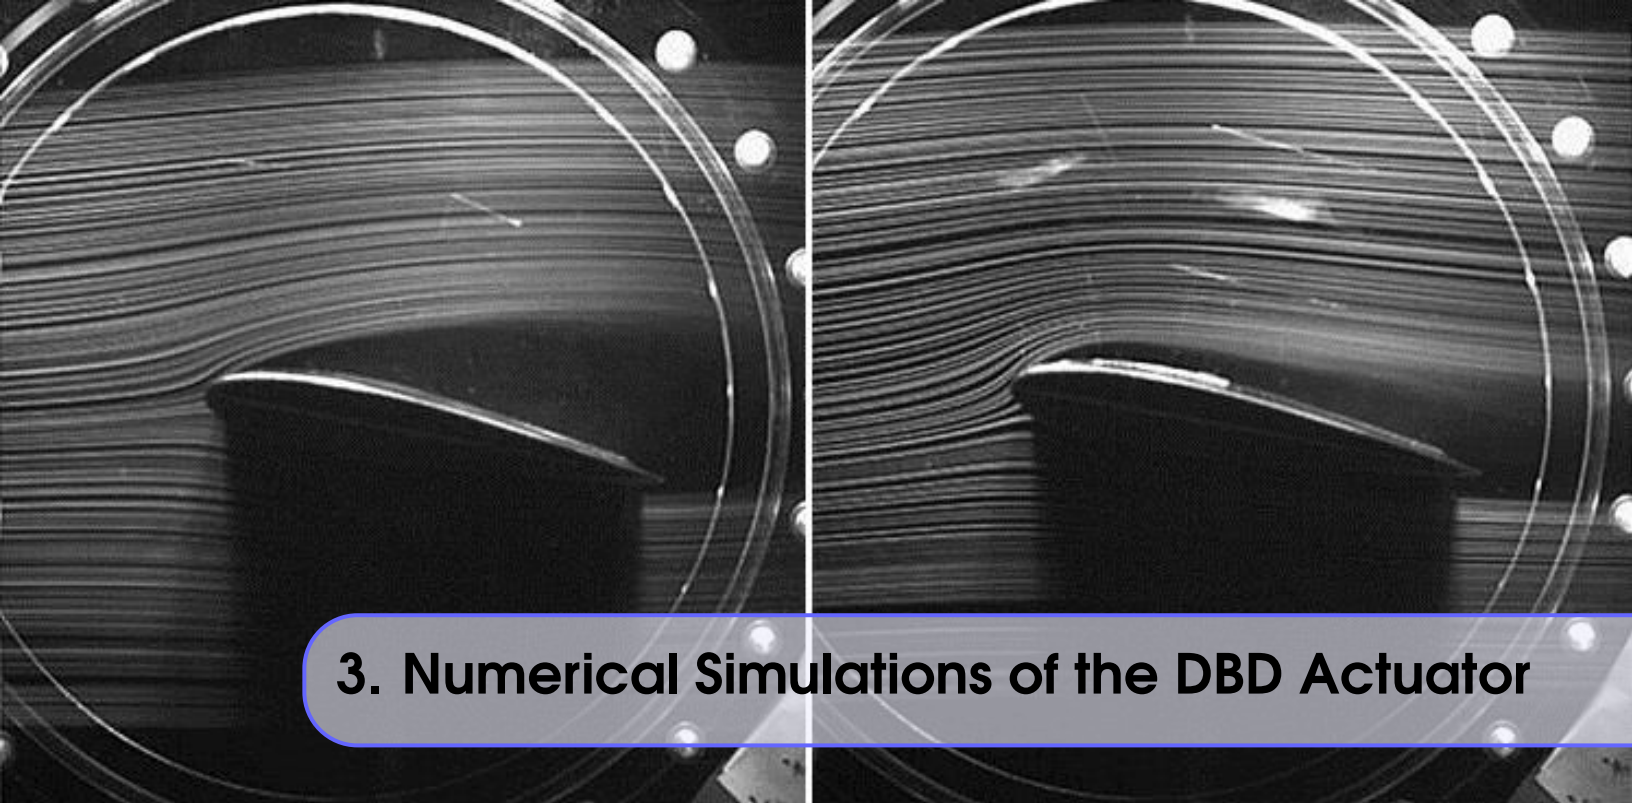 3. Numerical Simulations of the DBD Actuator